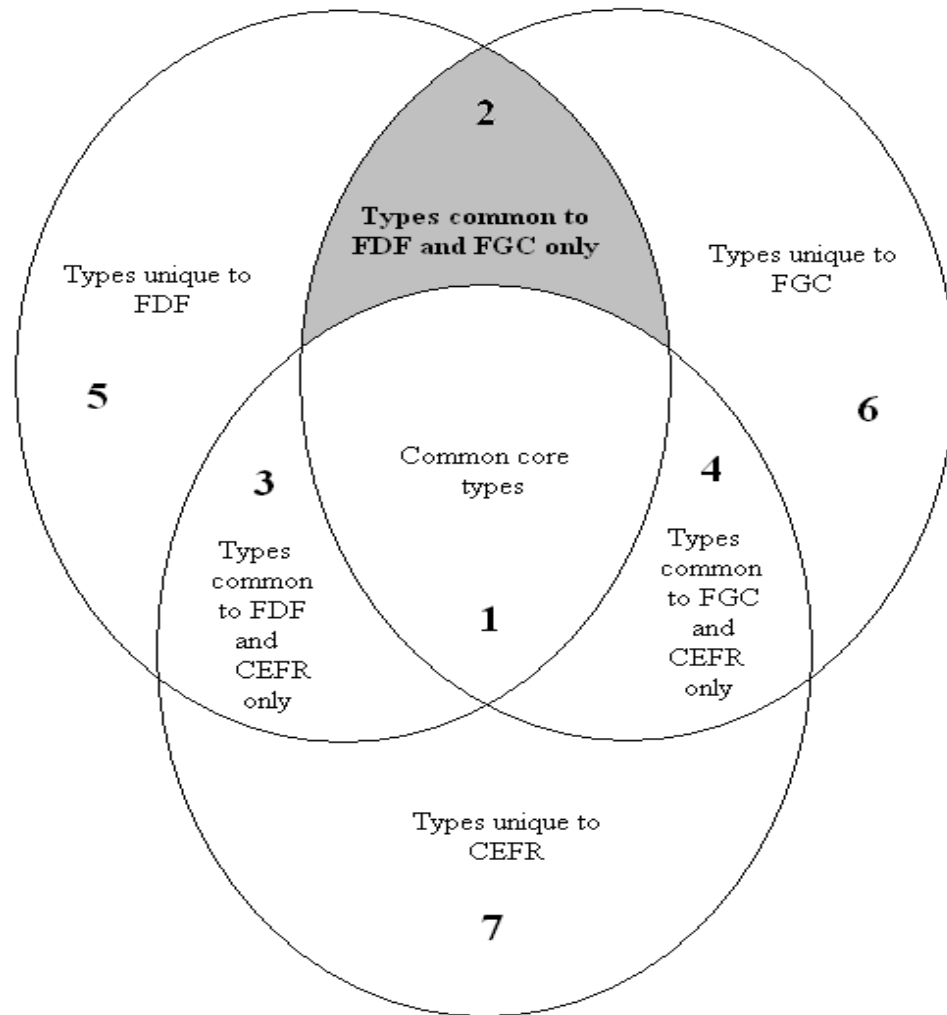 2
Types common to
FDF and FGC only
Types unique to
FDF
5
Types unique to
FGC
6
3
Types
common
to FDF
and
CEFR
only
Common core
types
1
4
Types
common
to FGC
and
CEFR
only
Types unique to
CEFR
7